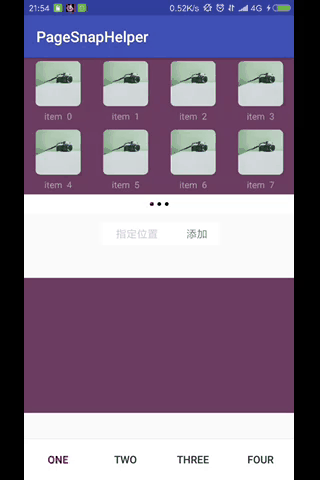 21:54 0.52K/s 4G
PageSnapHelper
item 0 item 1 item 2 item 3
item 4 item 5 item 6 item 7
指定位置 添加
ONE TWO THREE FOUR